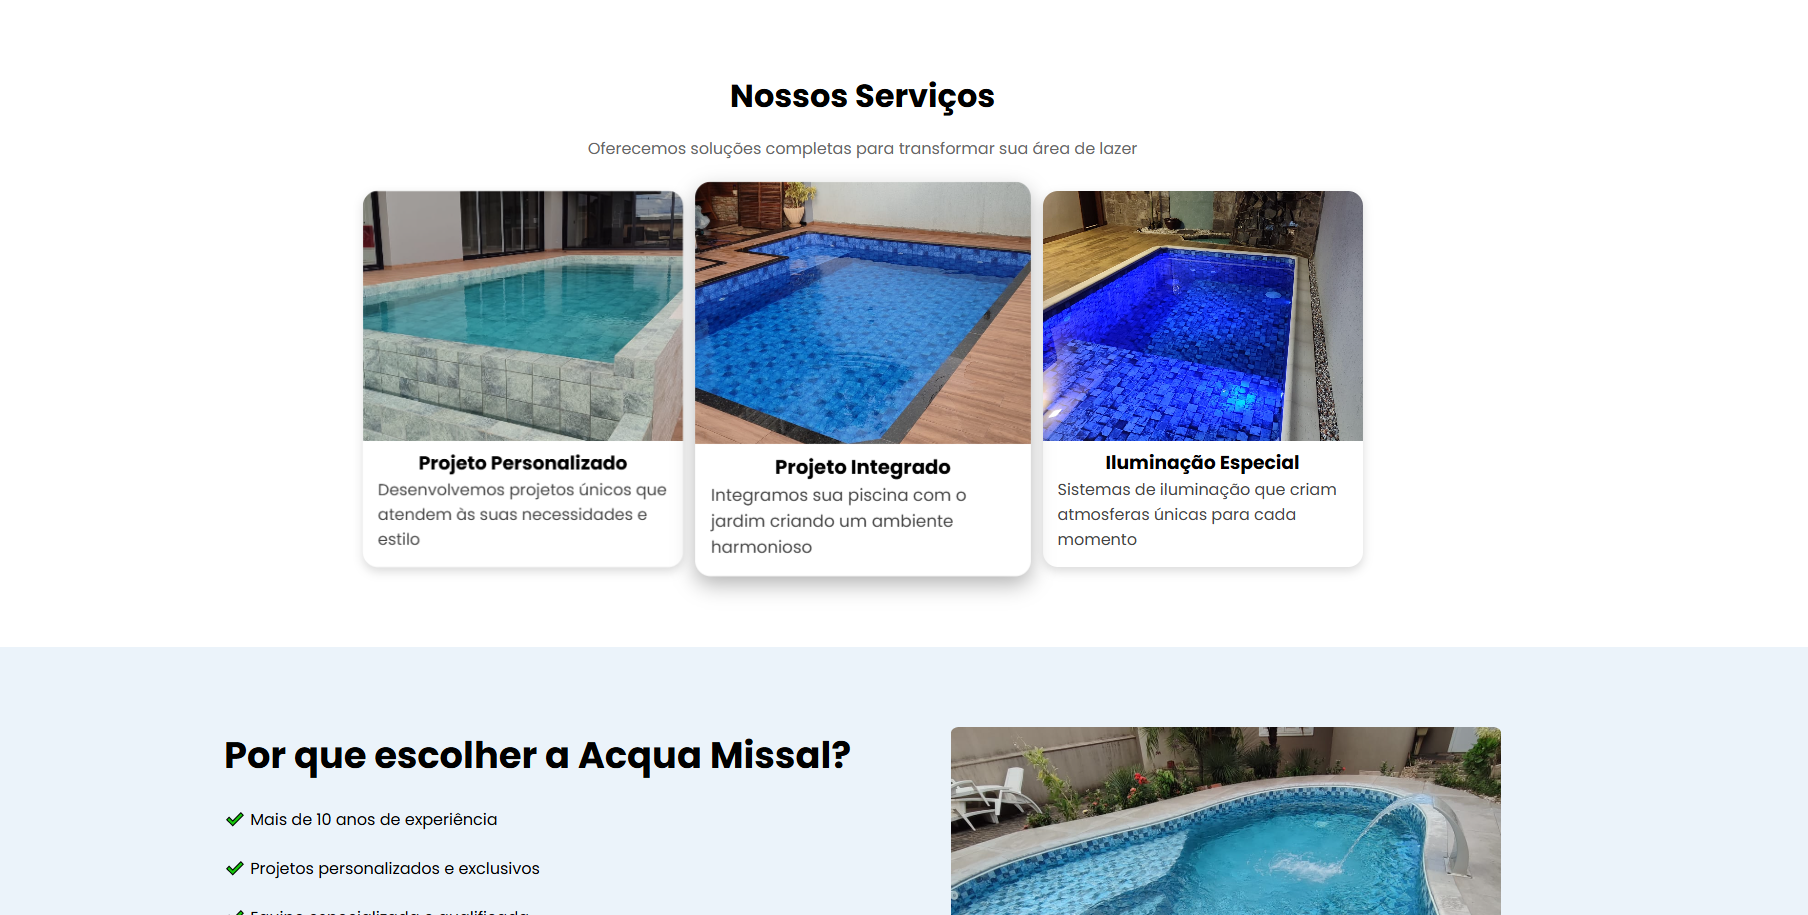 Nossos Serviços
Oferecemos soluções completas para transformar sua área de lazer
Projeto Personalizado
Desenvolvemos projetos únicos que
atendem às suas necessidades e
estilo
Projeto Integrado
Integramos sua piscina com o
jardim criando um ambiente
harmonioso
Iluminação Especial
Sistemas de iluminação que criam
atmosferas únicas para cada
momento
Por que escolher a Acqua Missal?
Mais de 10 anos de experiência
Projetos personalizados e exclusivos
Equipe especializada e qualificada